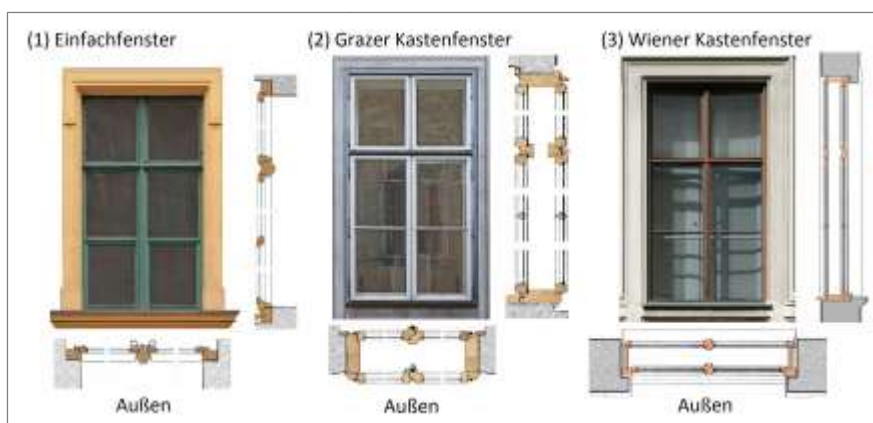 (1) Einfachfenster
(2) Grazer Kastenfenster
(3) Wiener Kastenfenster
Außen
Außen
Außen